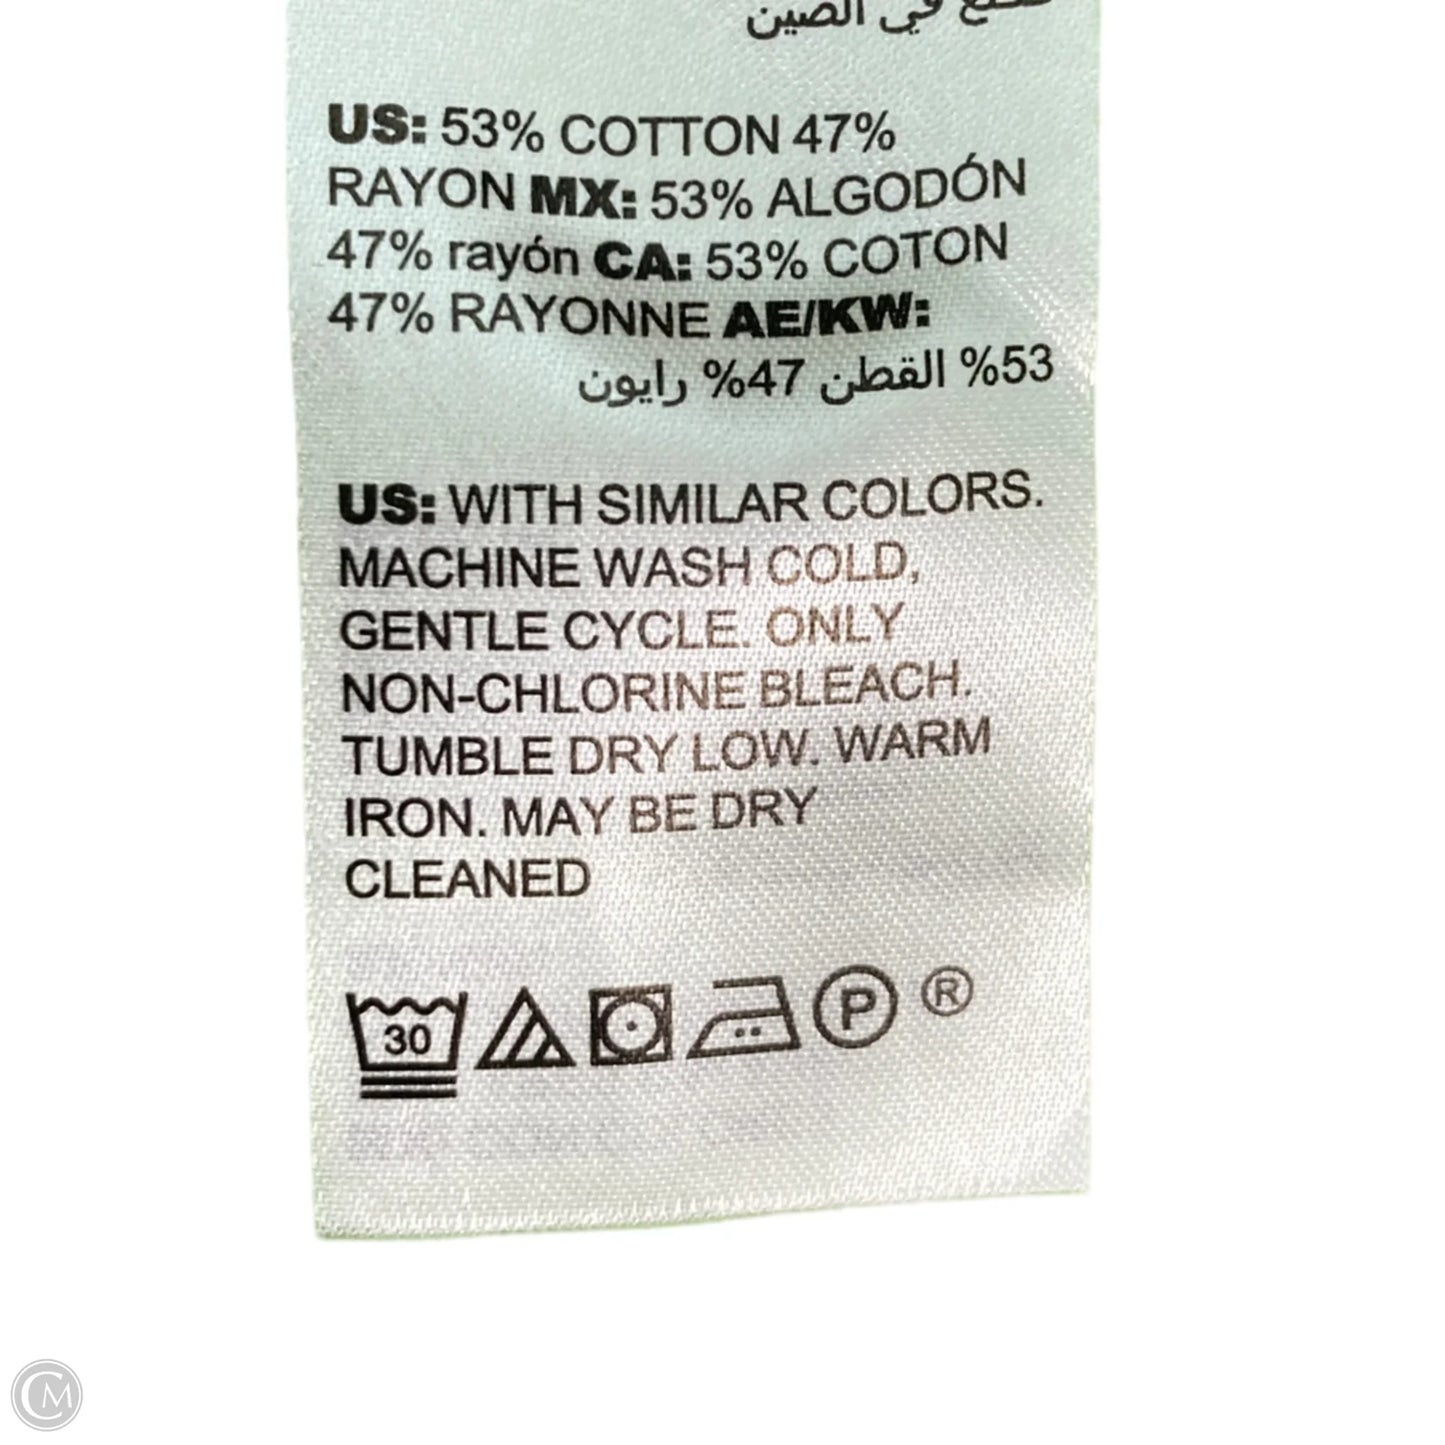 في الصين
US: 53% COTTON 47%
RAYON MX: 53% ALGODÓN
47% rayón CA: 53% COTON
47% RAYONNE AE/KW:
53% القطن 47% رايون
US: WITH SIMILAR COLORS.
MACHINE WASH COLD,
GENTLE CYCLE. ONLY
NON-CHLORINE BLEACH.
TUMBLE DRY LOW. WARM
IRON. MAY BE DRY
CLEANED
30 P ®
CM